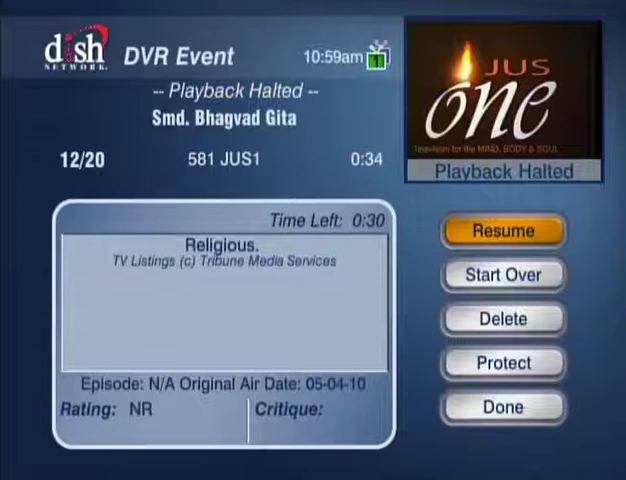 dish
NETWORK.
DVR Event
10:59am
1
-- Playback Halted --
Smd. Bhagvad Gita
12/20 581 JUS1 0:34
JUS
one
Television for the MIND, BODY & SOUL
Playback Halted
Time Left: 0:30
Religious.
TV Listings (c) Tribune Media Services
Episode: N/A Original Air Date: 05-04-10
Rating: NR Critique:
Resume
Start Over
Delete
Protect
Done